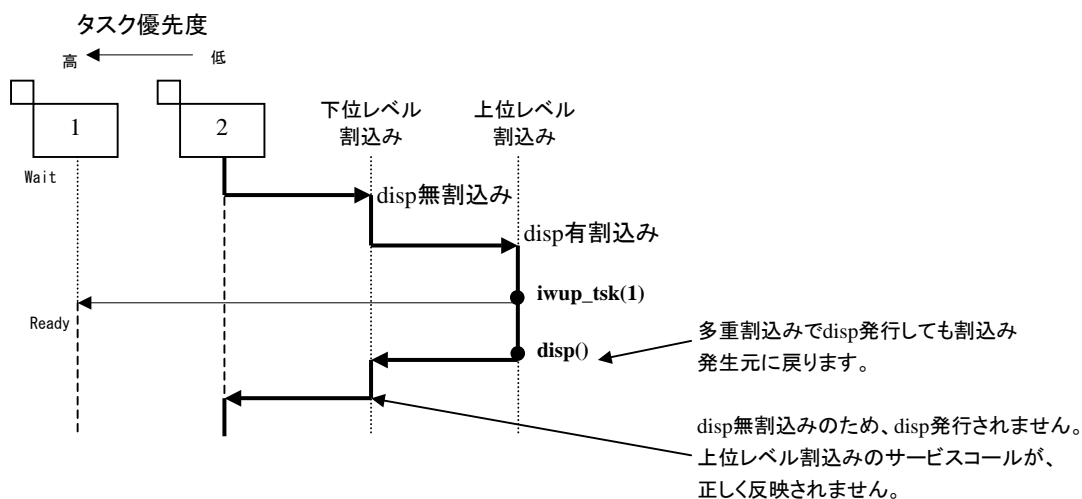 タスク優先度
高
低
1
2
下位レベル
割込み
上位レベル
割込み
Wait
disp無割込み
disp有割込み
iwup_tsk(1)
Ready
disp()
多重割込みでdisp発行しても割込み
発生元に戻ります。
disp無割込みのため、disp発行されません。
上位レベル割込みのサービスコールが、
正しく反映されません。